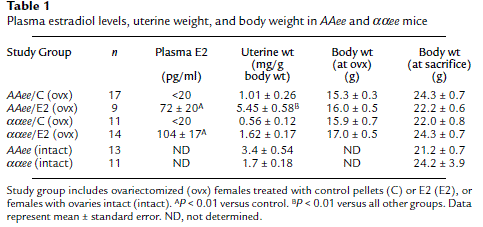 Table 1
Plasma estradiol levels, uterine weight, and body weight in AAee and ααee mice
Study Group n Plasma E2 Uterine wt Body wt Body wt
(pg/ml) (mg/g body wt) (at ovx) (g) (at sacrifice) (g)
AAee/C (ovx) 17 <20 1.01 ± 0.26 15.3 ± 0.3 24.3 ± 0.7
AAee/E2 (ovx) 9 72 ± 20ᴬ 5.45 ± 0.58ᴮ 16.0 ± 0.5 22.2 ± 0.6
ααee/C (ovx) 11 <20 0.56 ± 0.12 15.9 ± 0.7 22.0 ± 0.8
ααee/E2 (ovx) 14 104 ± 17ᴬ 1.62 ± 0.17 17.0 ± 0.5 24.3 ± 0.7
AAee (intact) 13 ND 3.4 ± 0.54 ND 21.2 ± 0.7
ααee (intact) 11 ND 1.7 ± 0.18 ND 24.2 ± 3.9
Study group includes ovariectomized (ovx) females treated with control pellets (C) or E2 (E2), or
females with ovaries intact (intact). ᴬP < 0.01 versus control. ᴮP < 0.01 versus all other groups. Data
represent mean ± standard error. ND, not determined.